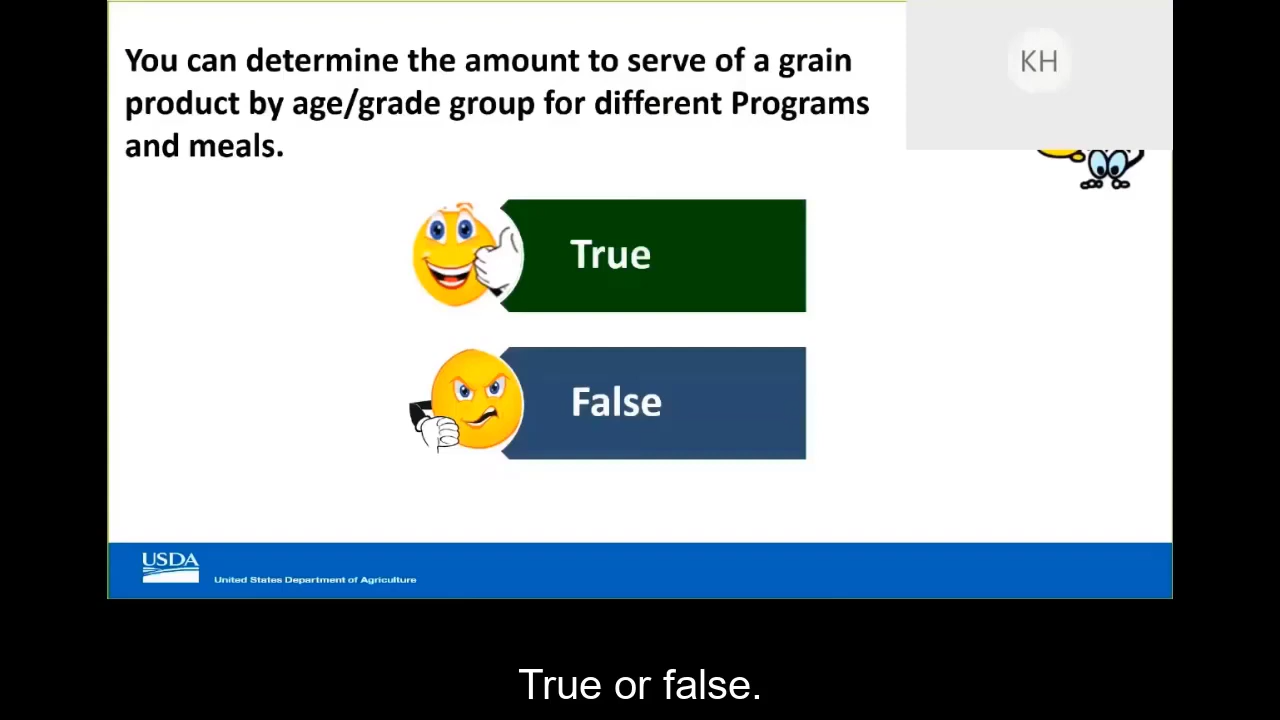 You can determine the amount to serve of a grain
product by age/grade group for different Programs
and meals.
KH
True
False
USDA
United States Department of Agriculture
True or false.